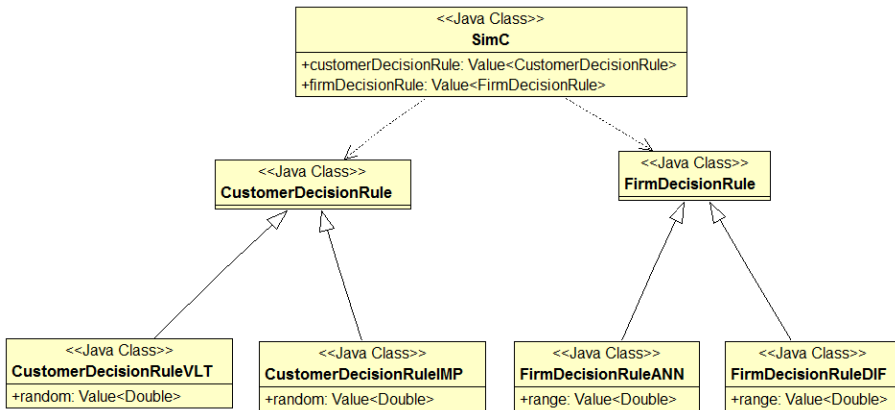 <<Java Class>>
SimC
+customerDecisionRule: Value<CustomerDecisionRule>
+firmDecisionRule: Value<FirmDecisionRule>
<<Java Class>>
CustomerDecisionRule
<<Java Class>>
FirmDecisionRule
<<Java Class>>
CustomerDecisionRuleVLT
+random: Value<Double>
<<Java Class>>
CustomerDecisionRuleIMP
+random: Value<Double>
<<Java Class>>
FirmDecisionRuleANN
+range: Value<Double>
<<Java Class>>
FirmDecisionRuleDIF
+range: Value<Double>